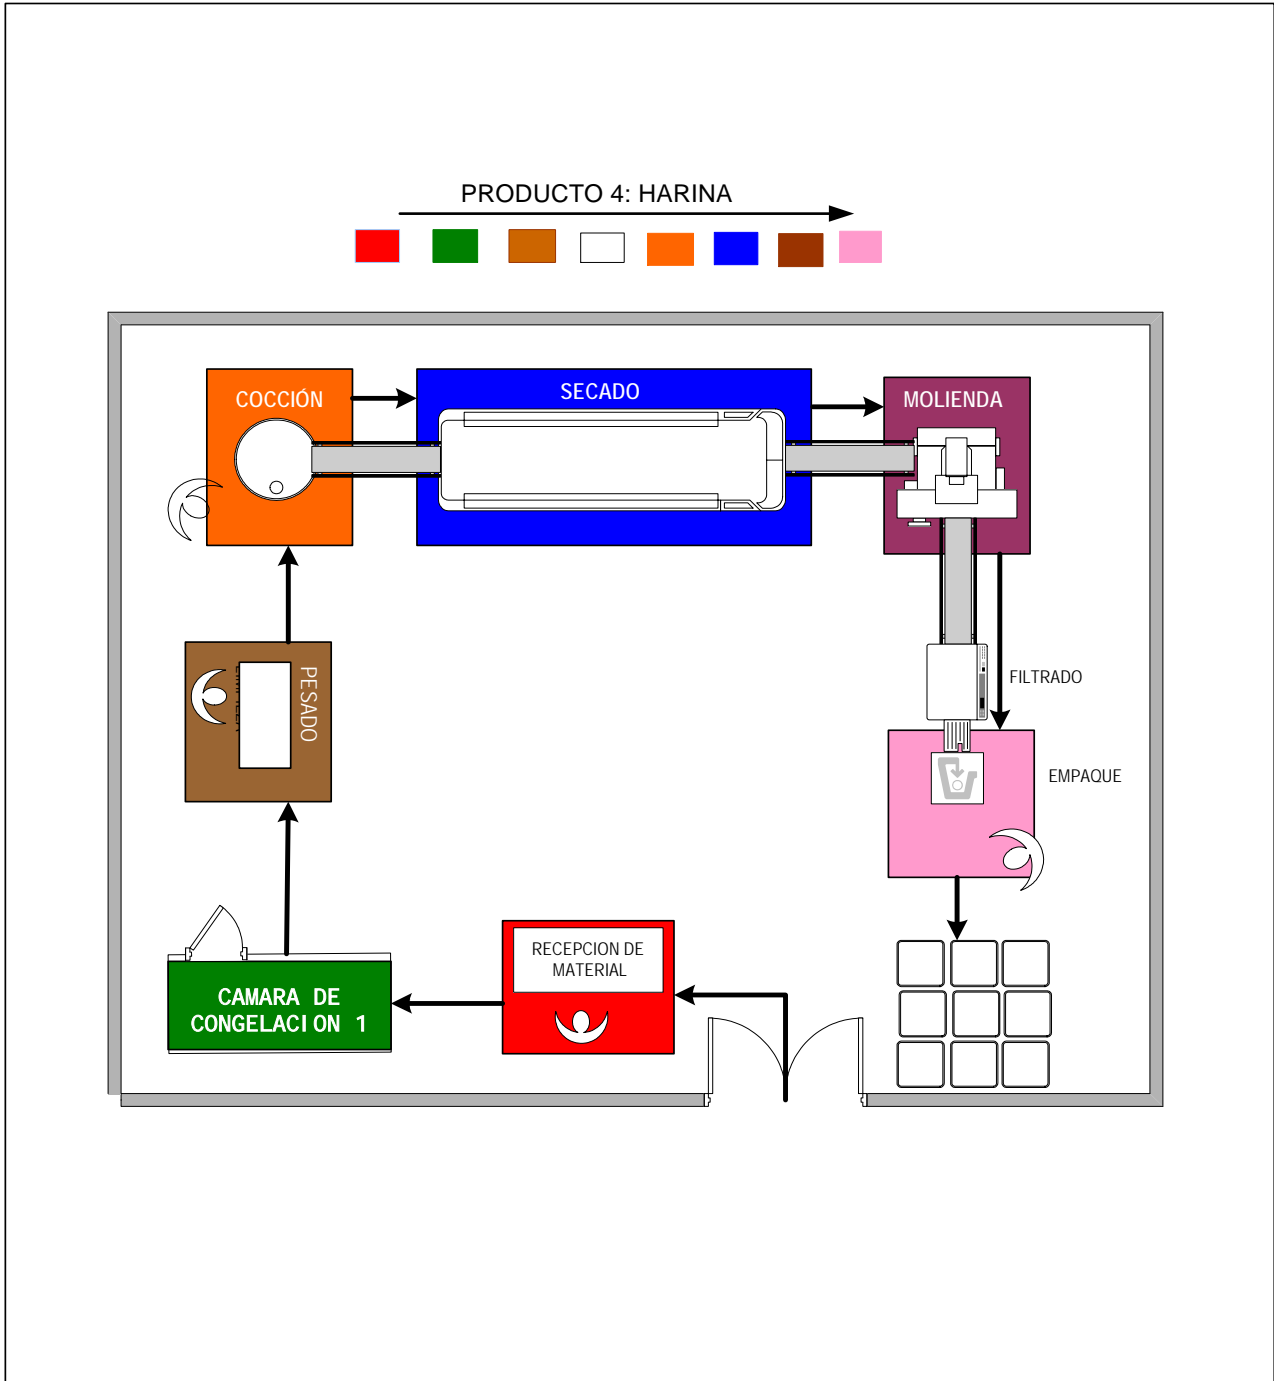 PRODUCTO 4: HARINA
COCCIÓN
SECADO
MOLIENDA
PESADO
FILTRADO
EMPAQUE
RECEPCION DE
MATERIAL
CAMARA DE
CONGELACION 1